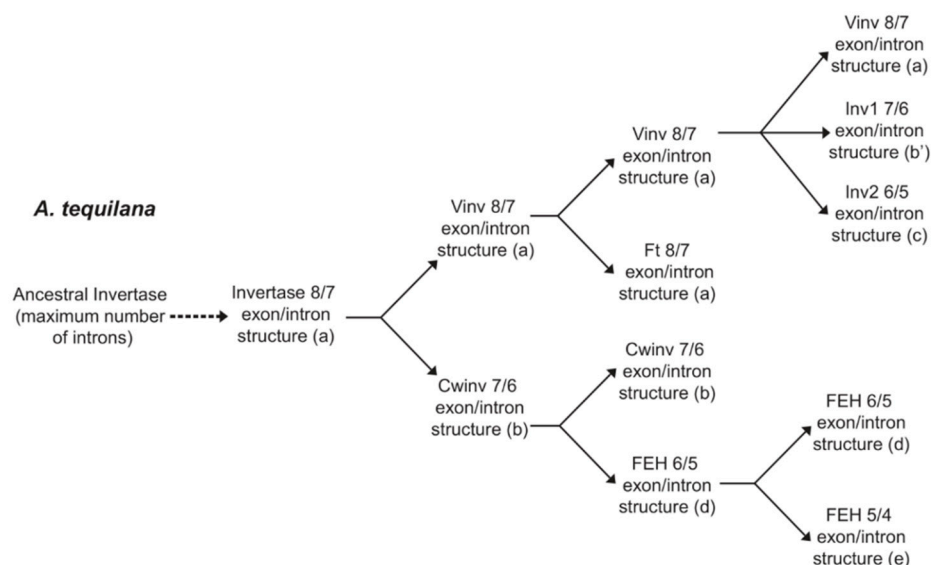 A. tequilana
Ancestral Invertase
(maximum number
of introns)
Invertase 8/7
exon/intron
structure (a)
Vinv 8/7
exon/intron
structure (a)
Cwinv 7/6
exon/intron
structure (b)
Vinv 8/7
exon/intron
structure (a)
Ft 8/7
exon/intron
structure (a)
Cwinv 7/6
exon/intron
structure (b)
FEH 6/5
exon/intron
structure (d)
Vinv 8/7
exon/intron
structure (a)
Inv1 7/6
exon/intron
structure (b’)
Inv2 6/5
exon/intron
structure (c)
FEH 6/5
exon/intron
structure (d)
FEH 5/4
exon/intron
structure (e)